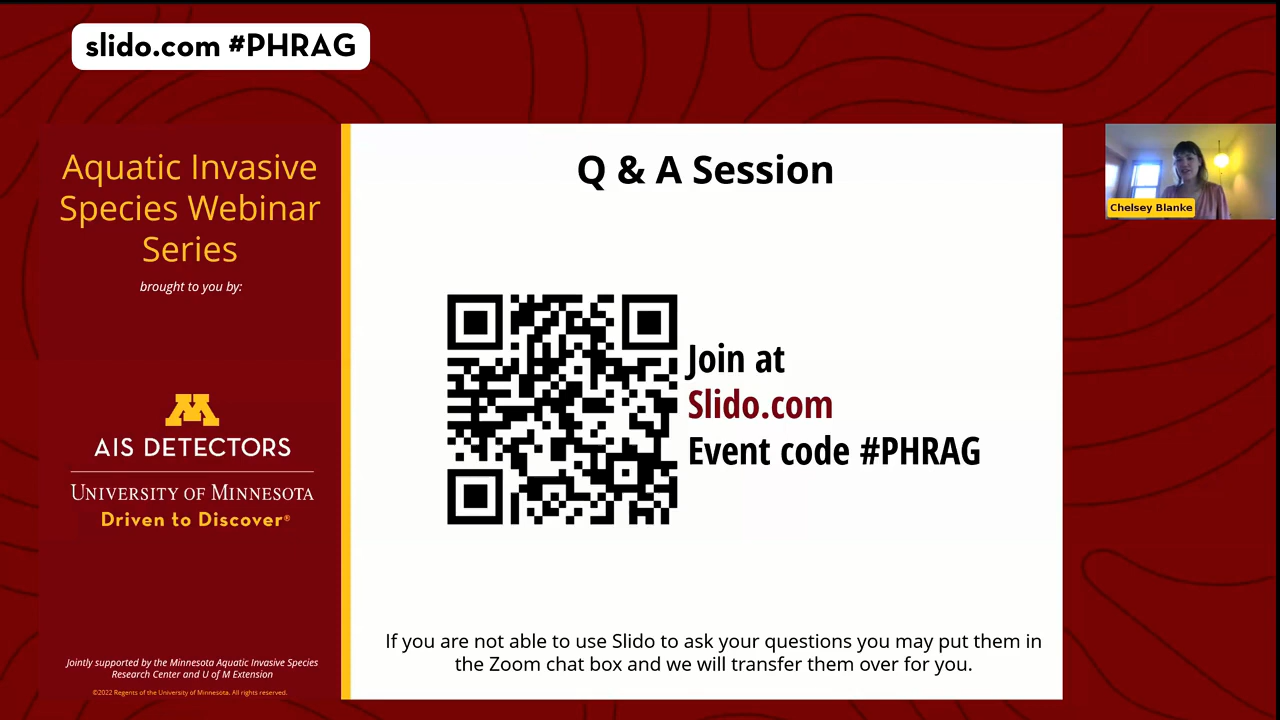 slido.com #PHRAG
Aquatic Invasive
Species Webinar
Series
brought to you by:
AIS DETECTORS
UNIVERSITY OF MINNESOTA
Driven to Discover®
Jointly supported by the Minnesota Aquatic Invasive Species
Research Center and U of M Extension
©2022 Regents of the University of Minnesota. All rights reserved.
Q & A Session
Join at
Slido.com
Event code #PHRAG
If you are not able to use Slido to ask your questions you may put them in
the Zoom chat box and we will transfer them over for you.
Chelsey Blanke